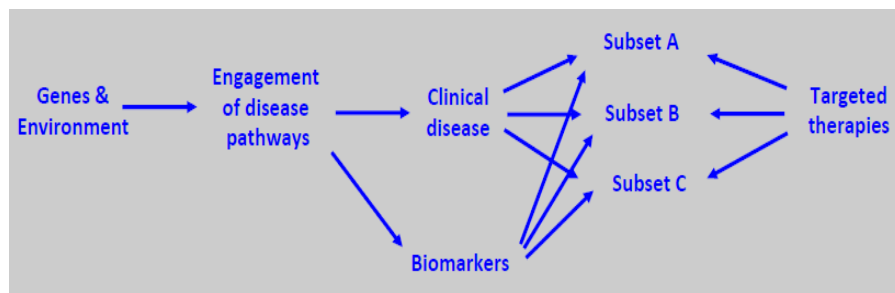 Genes &
Environment
Engagement
of disease
pathways
Clinical
disease
Biomarkers
Subset A
Subset B
Subset C
Targeted
therapies